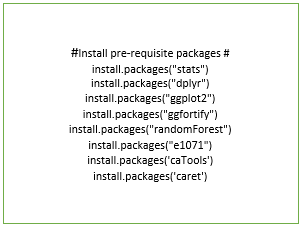 #Install pre-requisite packages #
install.packages("stats")
install.packages("dplyr")
install.packages("ggplot2")
install.packages("ggfortify")
install.packages("randomForest")
install.packages("e1071")
install.packages('caTools')
install.packages('caret')